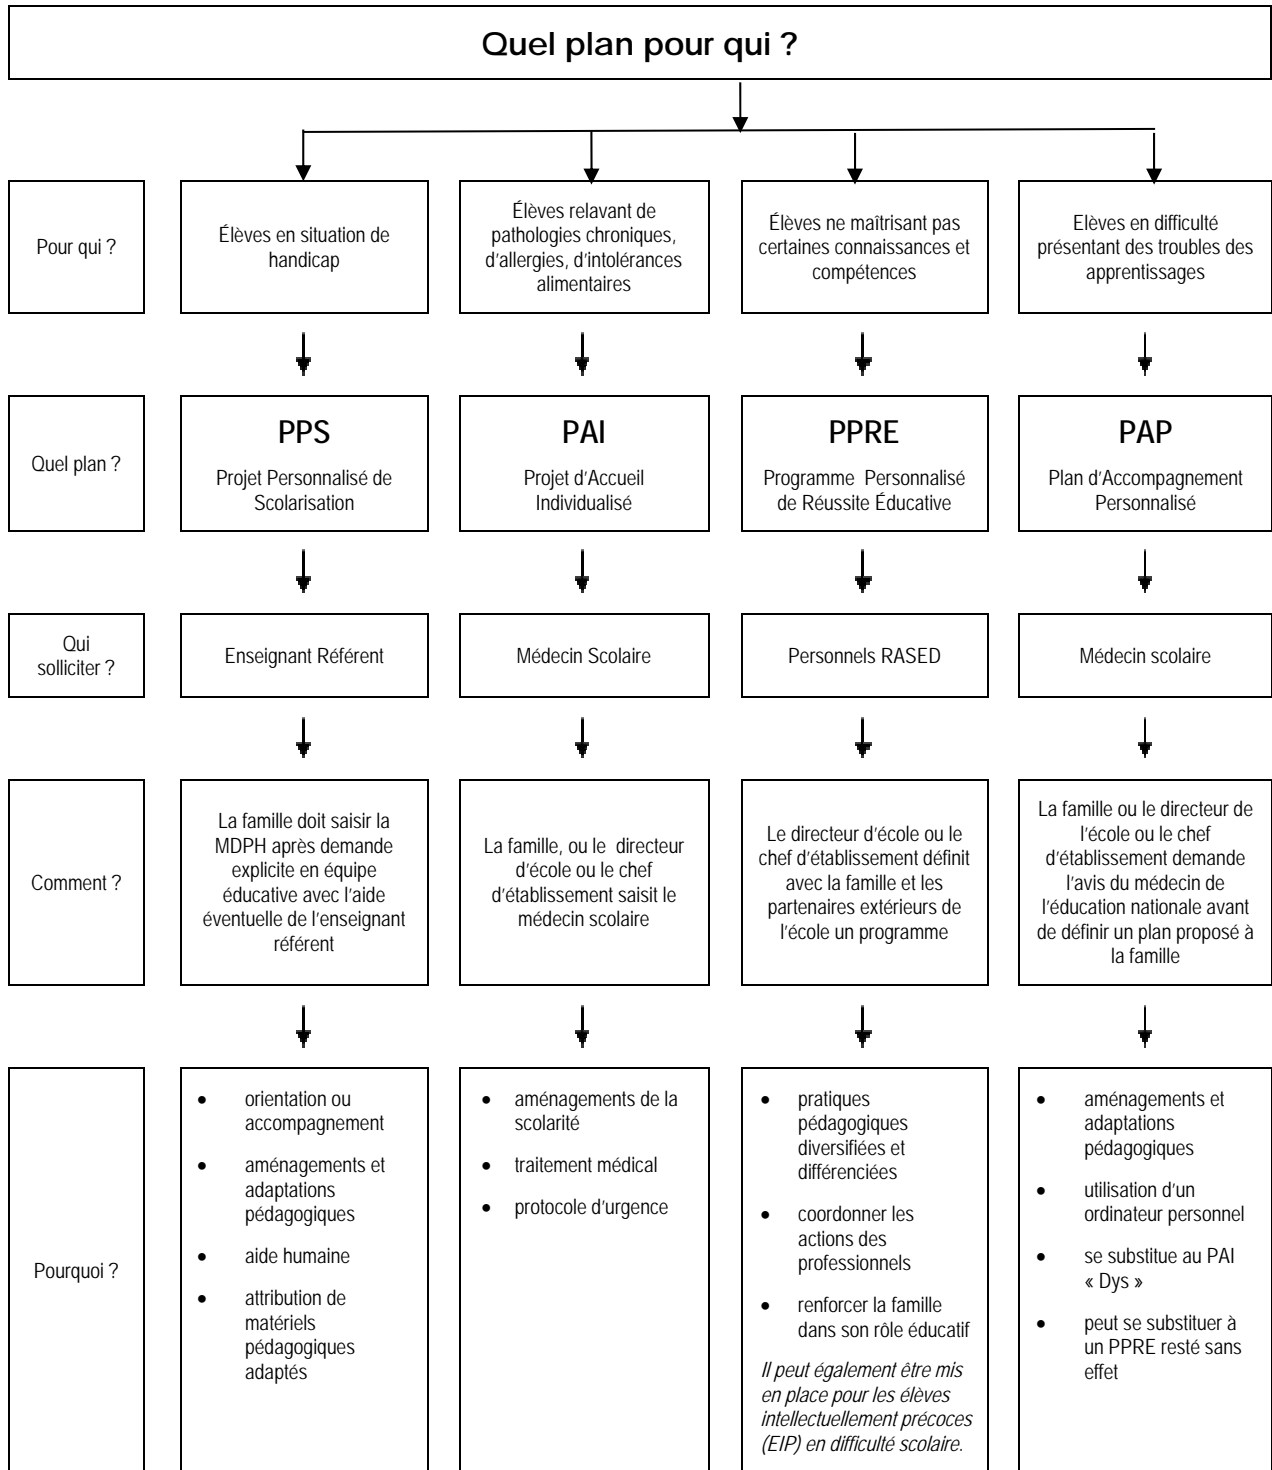 Quel plan pour qui ?
Pour qui ?
Élèves en situation de
handicap
Élèves relavant de
pathologies chroniques,
d'allergies, d'intolérances
alimentaires
Élèves ne maîtrisant pas
certaines connaissances et
compétences
Elèves en difficulté
présentant des troubles des
apprentissages
Quel plan ?
PPS
Projet Personnalisé de
Scolarisation
PAI
Projet d'Accueil
Individualisé
PPRE
Programme Personnalisé
de Réussite Éducative
PAP
Plan d'Accompagnement
Personnalisé
Qui
solliciter ?
Enseignant Référent
Médecin Scolaire
Personnels RASED
Médecin scolaire
Comment ?
La famille doit saisir la
MDPH après demande
explicite en équipe
éducative avec l'aide
éventuelle de l'enseignant
référent
La famille, ou le directeur
d'école ou le chef
d'établissement saisit le
médecin scolaire
Le directeur d'école ou le
chef d'établissement définit
avec la famille et les
partenaires extérieurs de
l'école un programme
La famille ou le directeur de
l'école ou le chef
d'établissement demande
l'avis du médecin de
l'éducation nationale avant
de définir un plan proposé à
la famille
Pourquoi ?
• orientation ou
accompagnement
• aménagements et
adaptations
pédagogiques
• aide humaine
• attribution de
matériels
pédagogiques
adaptés
• aménagements de la
scolarité
• traitement médical
• protocole d'urgence
• pratiques
pédagogiques
diversifiées et
différenciées
• coordonner les
actions des
professionnels
• renforcer la famille
dans son rôle éducatif
Il peut également être mis
en place pour les élèves
intellectuellement précoces
(EIP) en difficulté scolaire.
• aménagements et
adaptations
pédagogiques
• utilisation d'un
ordinateur personnel
• se substitue au PAI
« Dys »
• peut se substituer à
un PPRE resté sans
effet